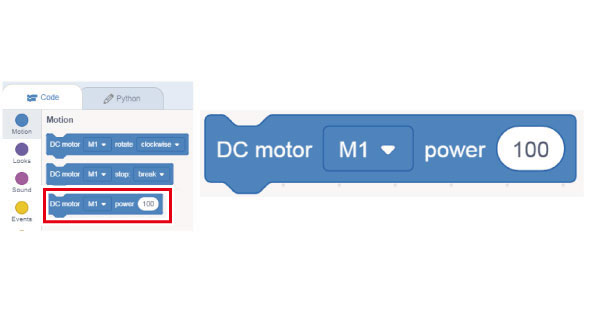 Code
Python
Motion
Motion
DC motor M1 rotate clockwise
Looks
DC motor M1 stop break
Sound
DC motor M1 power 100
Events
DC motor M1 power 100